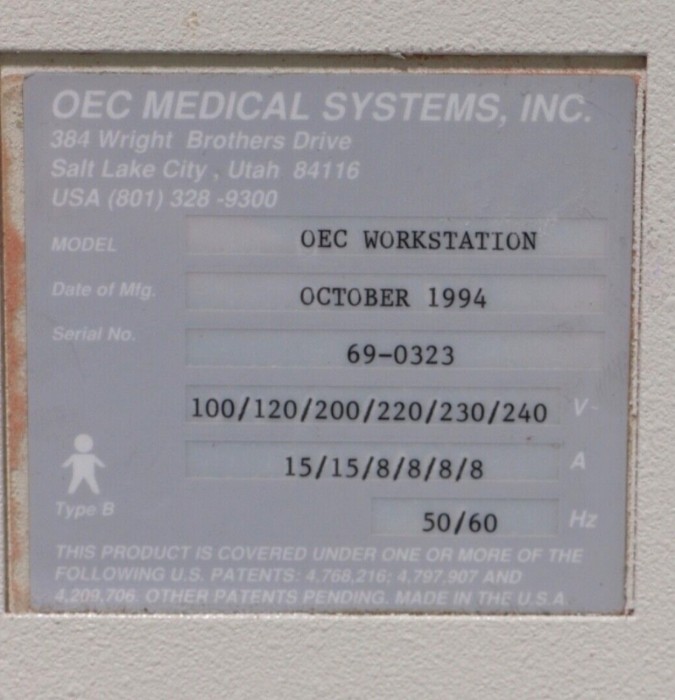 OEC MEDICAL SYSTEMS, INC.
384 Wright Brothers Drive
Salt Lake City, Utah 84116
USA (801) 328-9300
MODEL OEC WORKSTATION
Date of Mfg. OCTOBER 1994
Serial No. 69-0323
100/120/200/220/230/240 V~
15/15/8/8/8/8 A
Type B 50/60 Hz
THIS PRODUCT IS COVERED UNDER ONE OR MORE OF THE
FOLLOWING U.S. PATENTS: 4,768,216; 4,797,907 AND
4,209,706. OTHER PATENTS PENDING. MADE IN THE U.S.A.